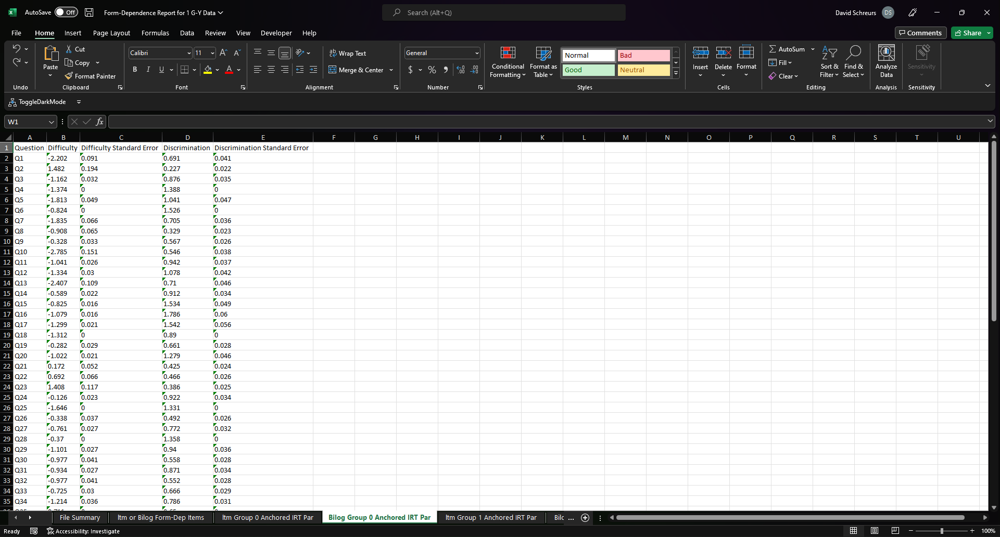 AutoSave Off Form-Dependence Report for 1 G-Y Data Search (Alt+Q) David Schreurs DS
File Home Insert Page Layout Formulas Data Review View Developer Help Comments Share
Paste Cut Copy Format Painter
Calibri 11
B I U A
Wrap Text
Merge & Center
General
$ % 9
Conditional Formatting Format as Table
Normal Bad
Good Neutral
Insert Delete Format
AutoSum
Fill
Clear
Sort & Filter Find & Select
Analyze Data
Sensitivity
Undo Clipboard Font Alignment Number Styles Cells Editing Analysis Sensitivity
ToggleDarkMode
W1 fx
A B C D E F G H I J K L M N O P Q R S T U
1 Question Difficulty Difficulty Standard Error Discrimination Discrimination Standard Error
2 Q1 -2.202 0.091 0.691 0.041
3 Q2 1.482 0.194 0.227 0.022
4 Q3 -1.162 0.032 0.876 0.035
5 Q4 -1.374 0 1.388 0
6 Q5 -1.813 0.049 1.041 0.047
7 Q6 -0.824 0 1.526 0
8 Q7 -1.835 0.066 0.705 0.036
9 Q8 -0.908 0.065 0.329 0.023
10 Q9 -0.328 0.033 0.567 0.026
11 Q10 -2.785 0.151 0.546 0.038
12 Q11 -1.041 0.026 0.942 0.037
13 Q12 -1.334 0.03 1.078 0.042
14 Q13 -2.407 0.109 0.71 0.046
15 Q14 -0.589 0.022 0.912 0.034
16 Q15 -0.825 0.016 1.534 0.049
17 Q16 -1.079 0.016 1.786 0.06
18 Q17 -1.299 0.021 1.542 0.056
19 Q18 -1.312 0 0.89 0
20 Q19 -0.282 0.029 0.661 0.028
21 Q20 -1.022 0.021 1.279 0.046
22 Q21 0.172 0.052 0.425 0.024
23 Q22 0.692 0.066 0.466 0.026
24 Q23 1.408 0.117 0.386 0.025
25 Q24 -0.126 0.023 0.922 0.034
26 Q25 -1.646 0 1.331 0
27 Q26 -0.338 0.037 0.492 0.026
28 Q27 -0.761 0.027 0.772 0.032
29 Q28 -0.37 0 1.358 0
30 Q29 -1.101 0.027 0.94 0.036
31 Q30 -0.977 0.041 0.558 0.028
32 Q31 -0.934 0.027 0.871 0.034
33 Q32 -0.977 0.041 0.552 0.028
34 Q33 -0.725 0.03 0.666 0.029
35 Q34 -1.214 0.036 0.786 0.031
File Summary ltm or Bilog Form-Dep Items ltm Group 0 Anchored IRT Par Bilog Group 0 Anchored IRT Par ltm Group 1 Anchored IRT Par ...
Ready Accessibility: Investigate 100%